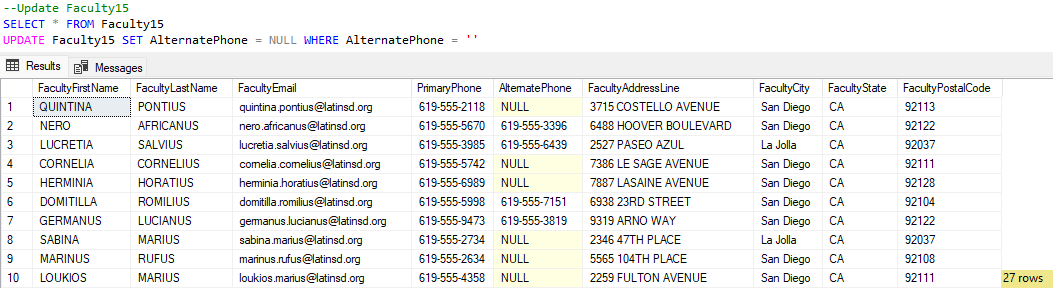 --Update Faculty15
SELECT * FROM Faculty15
UPDATE Faculty15 SET AlternatePhone = NULL WHERE AlternatePhone = ''
Results Messages
FacultyFirstName FacultyLastName FacultyEmail PrimaryPhone AlternatePhone FacultyAddressLine FacultyCity FacultyState FacultyPostalCode
1 QUINTINA PONTIUS quintina.pontius@latinsd.org 619-555-2118 NULL 3715 COSTELLO AVENUE San Diego CA 92113
2 NERO AFRICANUS nero.africanus@latinsd.org 619-555-5670 619-555-3396 6488 HOOVER BOULEVARD San Diego CA 92122
3 LUCRETIA SALVIUS lucretia.salvius@latinsd.org 619-555-3985 619-555-6439 2527 PASEO AZUL La Jolla CA 92037
4 CORNELIA CORNELIUS cornelia.cornelius@latinsd.org 619-555-5742 NULL 7386 LE SAGE AVENUE San Diego CA 92111
5 HERMINIA HORATIUS herminia.horatius@latinsd.org 619-555-6989 NULL 7887 LASAINE AVENUE San Diego CA 92128
6 DOMITILLA ROMILIUS domitilla.romilius@latinsd.org 619-555-5998 619-555-7151 6938 23RD STREET San Diego CA 92104
7 GERMANUS LUCIANUS germanus.lucianus@latinsd.org 619-555-9473 619-555-3819 9319 ARNO WAY San Diego CA 92122
8 SABINA MARIUS sabina.marius@latinsd.org 619-555-2734 NULL 2346 47TH PLACE La Jolla CA 92037
9 MARINUS RUFUS marinus.rufus@latinsd.org 619-555-2634 NULL 5565 104TH PLACE San Diego CA 92108
10 LOUKIOS MARIUS loukios.marius@latinsd.org 619-555-4358 NULL 2259 FULTON AVENUE San Diego CA 92111 27 rows